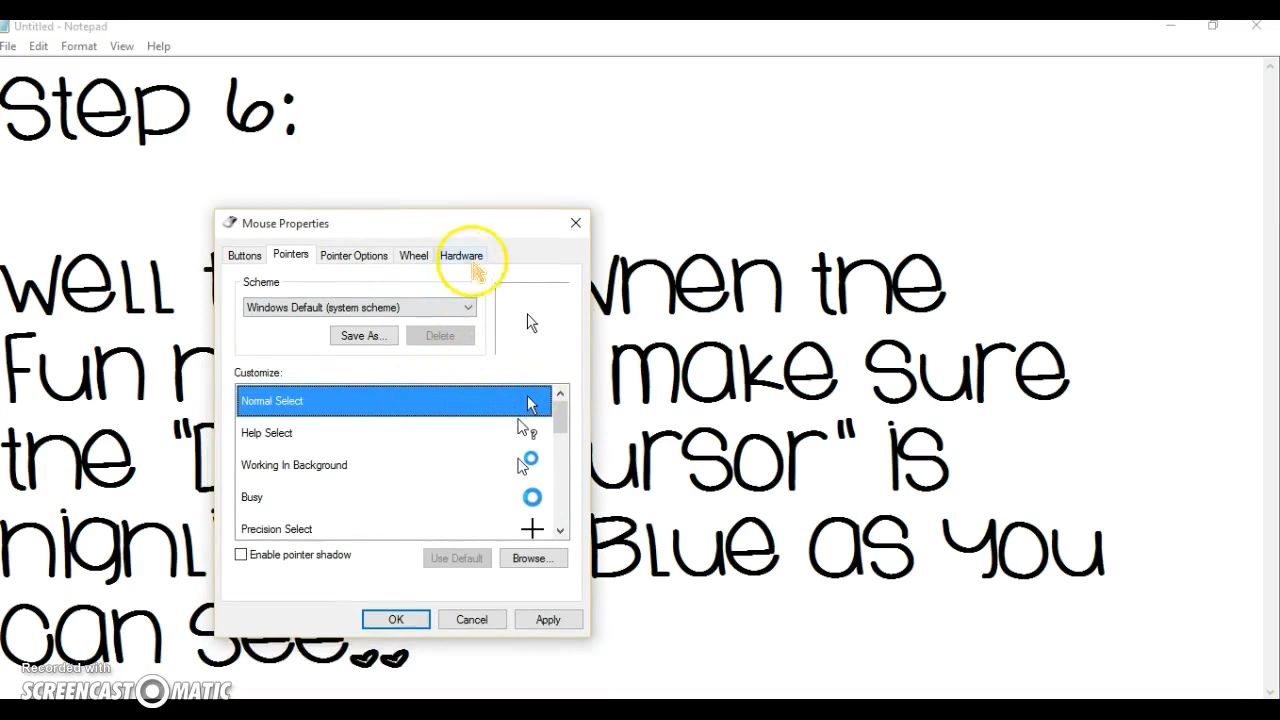 Untitled - Notepad
File Edit Format View Help
Step 6:
Mouse Properties
Buttons Pointers Pointer Options Wheel Hardware
Scheme
Windows Default (system scheme)
Save As... Delete
Customize:
Normal Select
Help Select
Working In Background
Busy
Precision Select
Enable pointer shadow
Use Default Browse...
OK Cancel Apply
well when the
Fun make sure
the "D ursor" is
highli Blue as you
can see
Recorded with
SCREENCAST MATIC